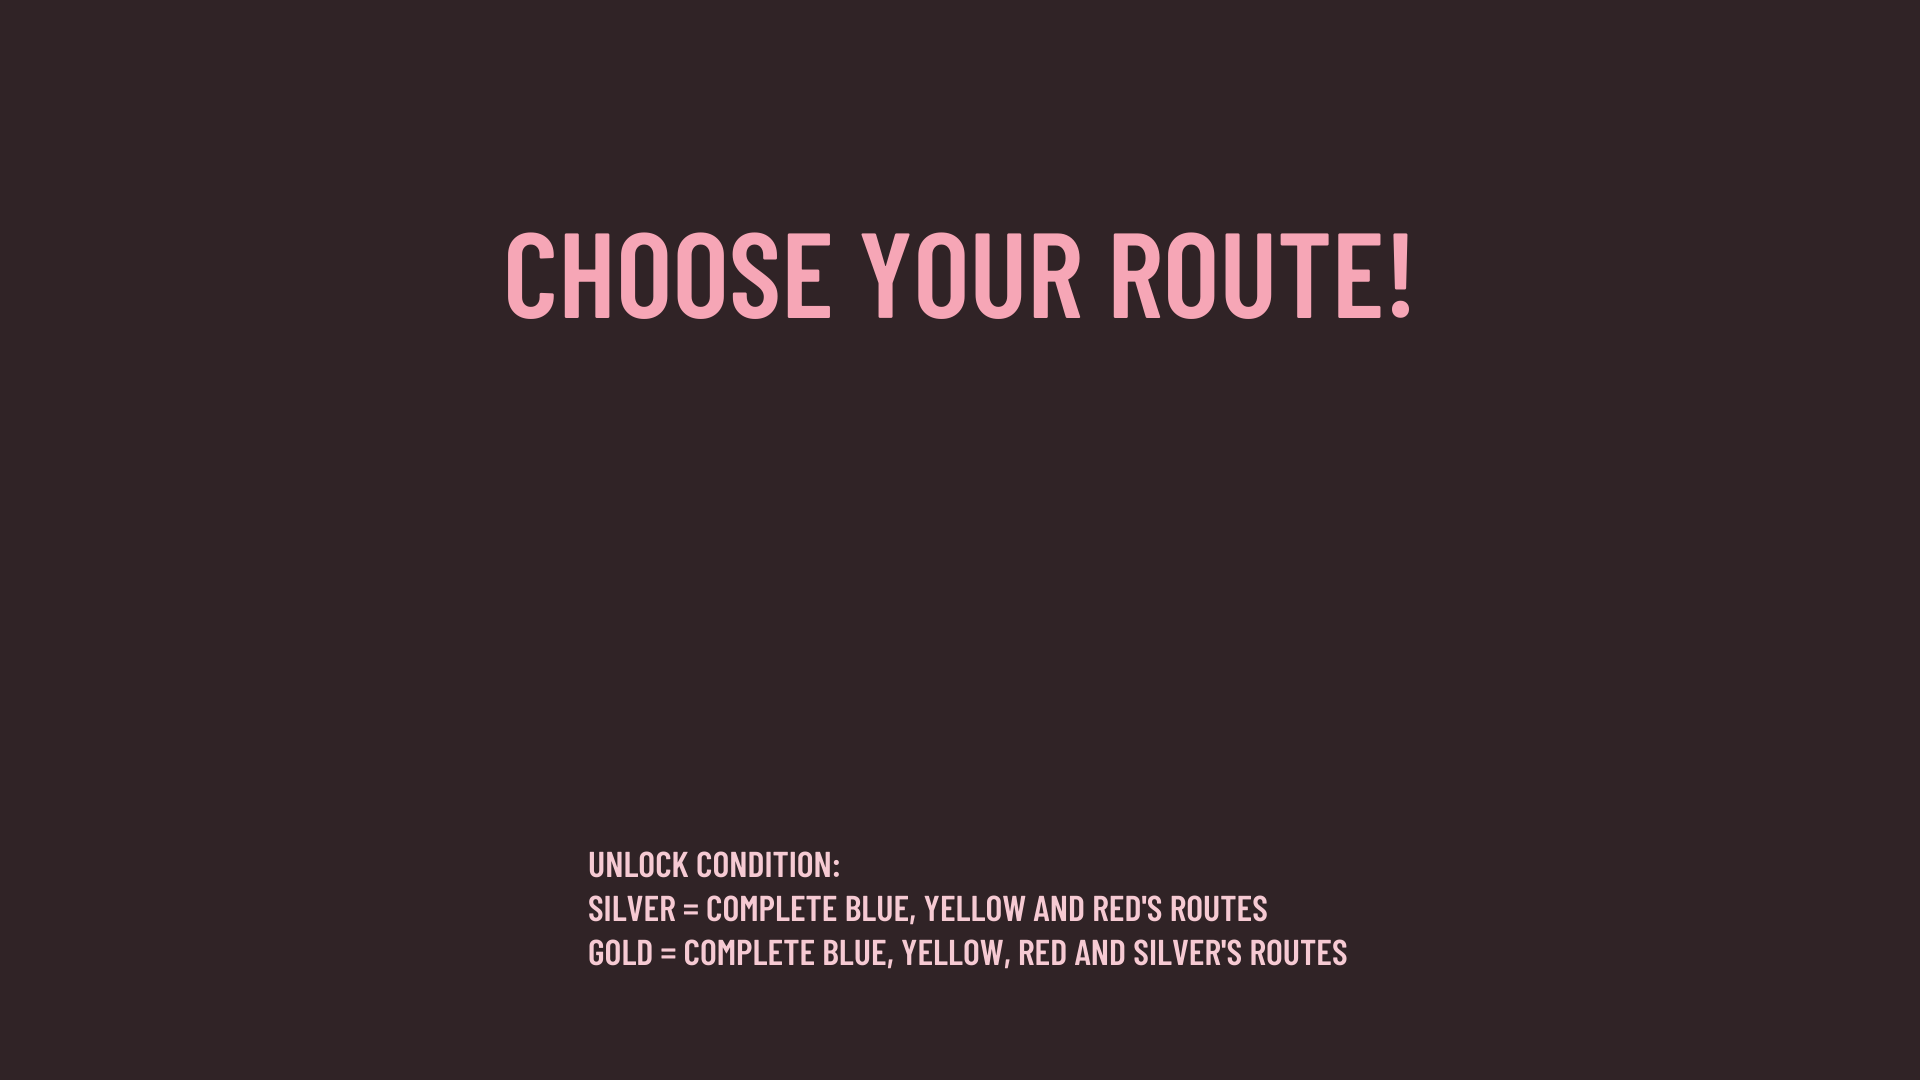 CHOOSE YOUR ROUTE!
UNLOCK CONDITION:
SILVER = COMPLETE BLUE, YELLOW AND RED'S ROUTES
GOLD = COMPLETE BLUE, YELLOW, RED AND SILVER'S ROUTES